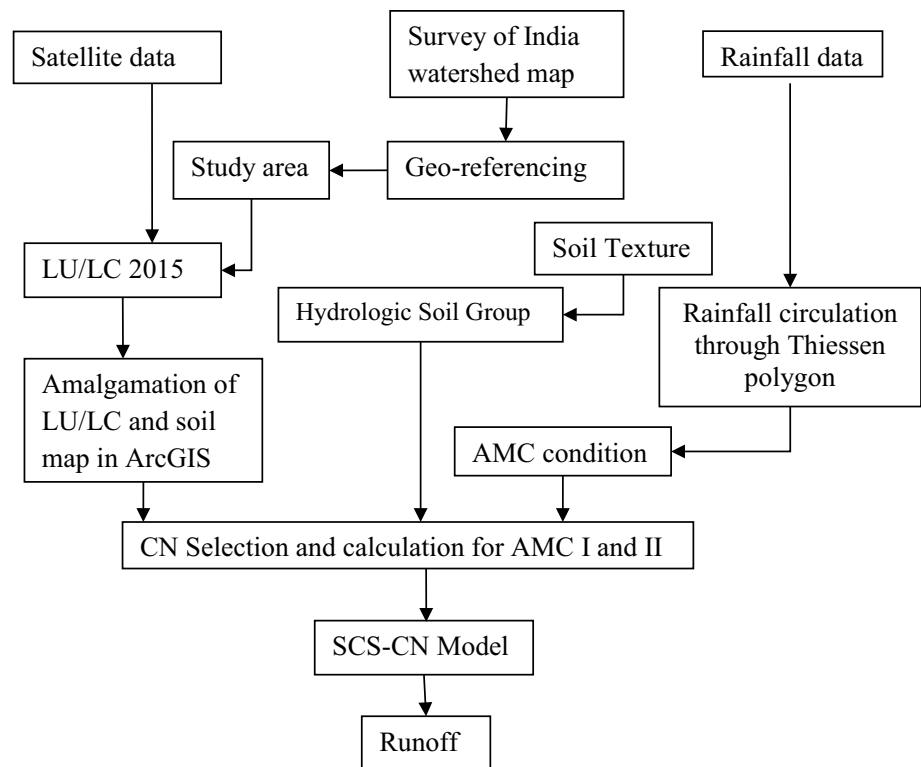 Satellite data
Survey of India
watershed map
Rainfall data
Study area
Geo-referencing
Soil Texture
LU/LC 2015
Hydrologic Soil Group
Rainfall circulation
through Thiessen
polygon
Amalgamation of
LU/LC and soil
map in ArcGIS
AMC condition
CN Selection and calculation for AMC I and II
SCS-CN Model
Runoff